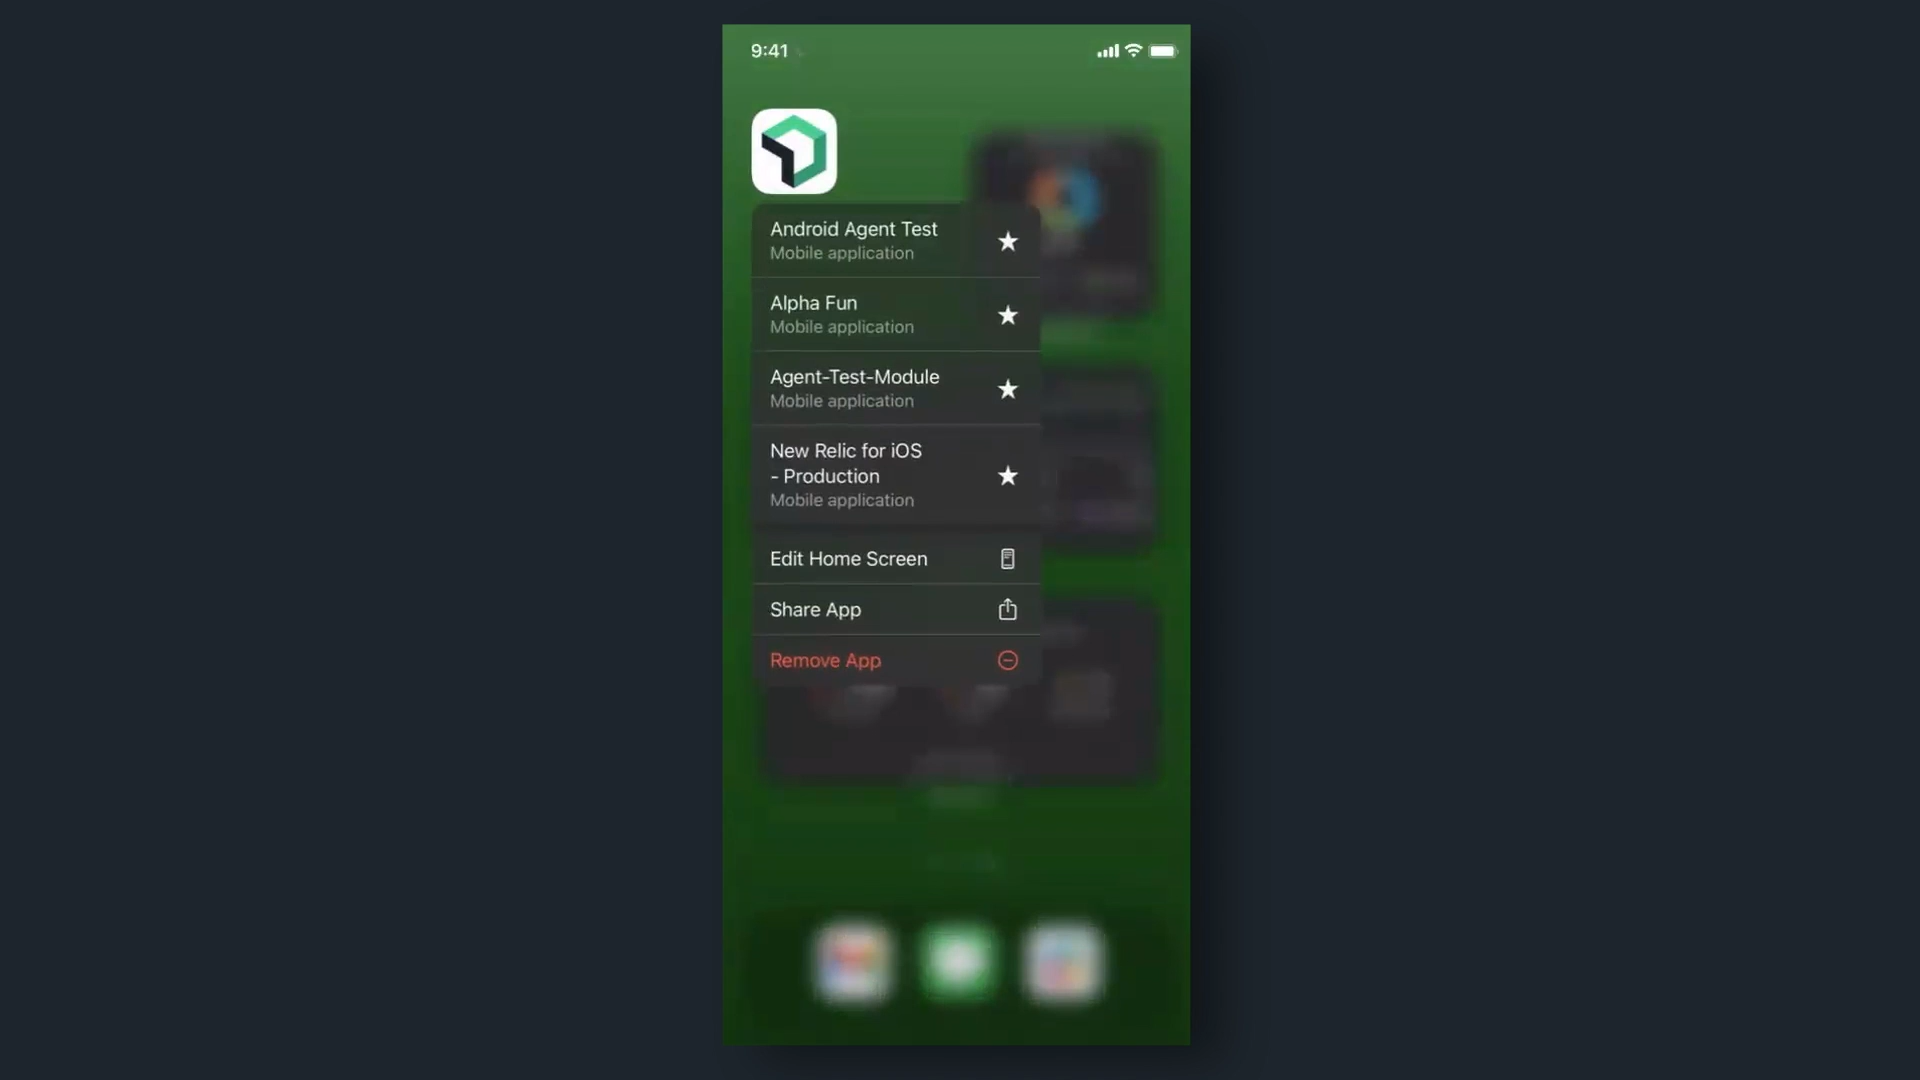 9:41
Android Agent Test
Mobile application
Alpha Fun
Mobile application
Agent-Test-Module
Mobile application
New Relic for iOS
- Production
Mobile application
Edit Home Screen
Share App
Remove App